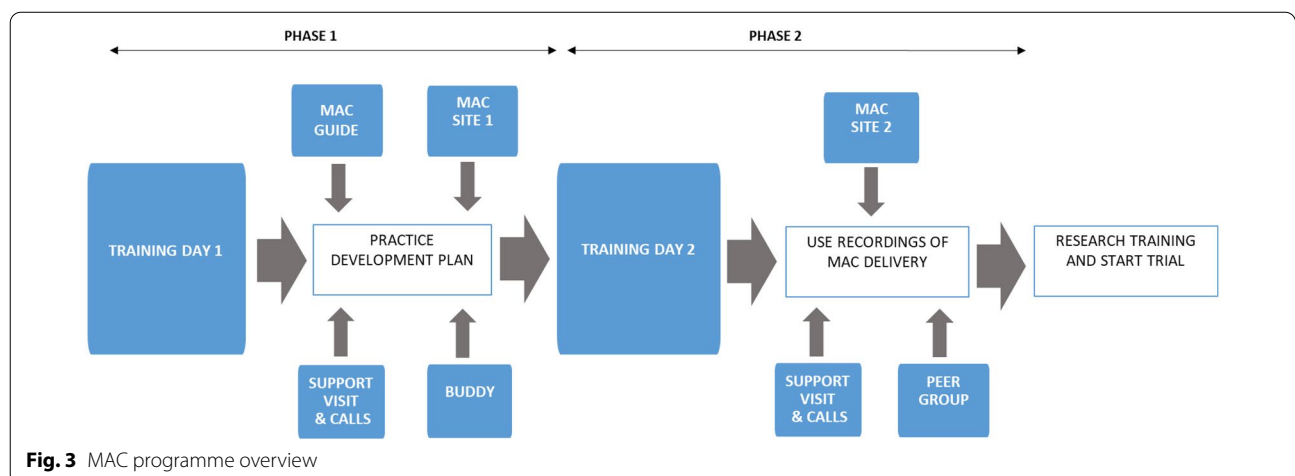 PHASE 1
PHASE 2
MAC
GUIDE
MAC
SITE 1
MAC
SITE 2
TRAINING DAY 1
PRACTICE
DEVELOPMENT PLAN
TRAINING DAY 2
USE RECORDINGS OF
MAC DELIVERY
RESEARCH TRAINING
AND START TRIAL
SUPPORT
VISIT
& CALLS
BUDDY
SUPPORT
VISIT
& CALLS
PEER
GROUP
Fig. 3 MAC programme overview